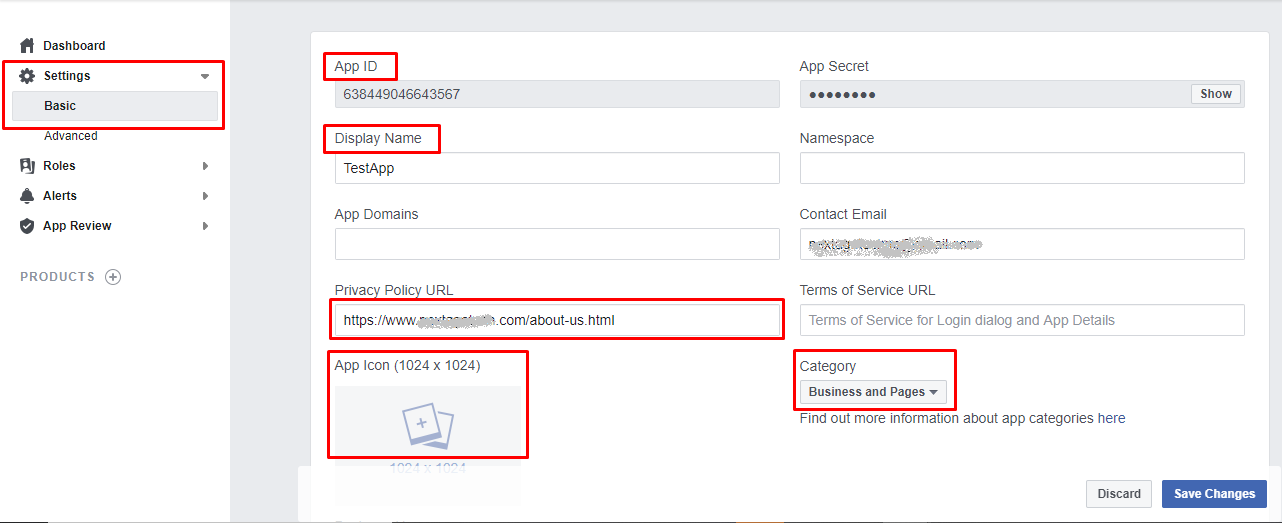 Dashboard
Settings
Basic
Advanced
Roles
Alerts
App Review
PRODUCTS
App ID
638449046643567
App Secret
●●●●●●●●
Show
Display Name
TestApp
Namespace
App Domains
Contact Email
Privacy Policy URL
https://www. .com/about-us.html
Terms of Service URL
Terms of Service for Login dialog and App Details
App Icon (1024 x 1024)
1024 x 1024
Category
Business and Pages
Find out more information about app categories here
Discard
Save Changes